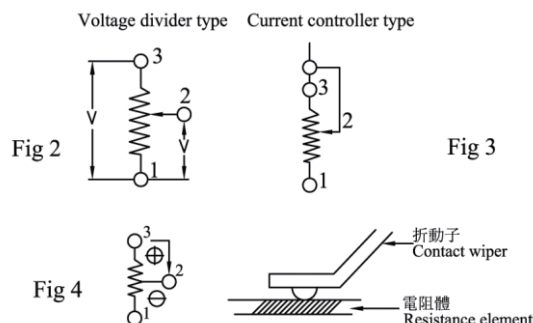 Voltage divider type
Current controller type
3
V
2
V
1
Fig 2
3
2
1
Fig 3
3
⊕
2
⊖
1
Fig 4
折動子
Contact wiper
電阻體
Resistance element